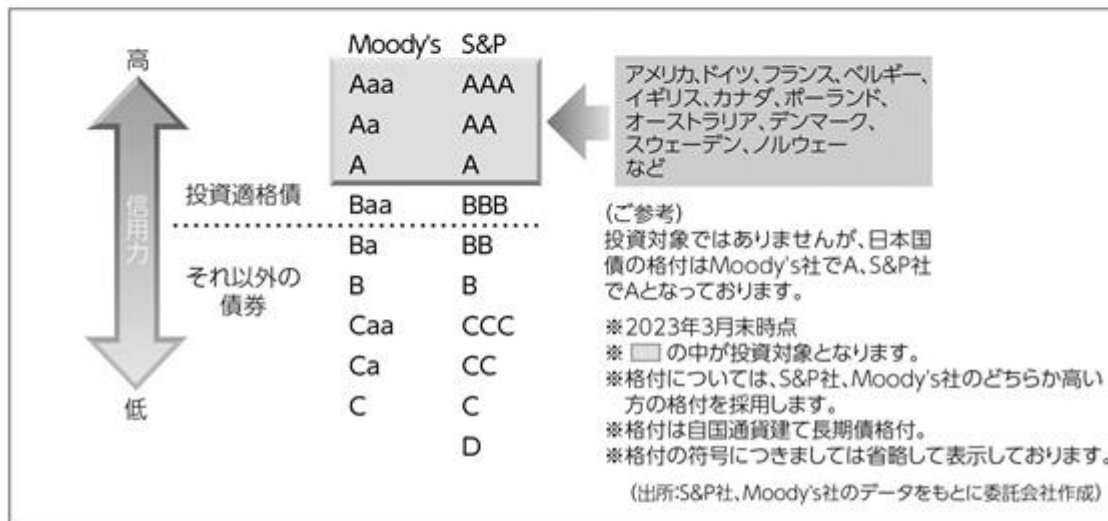 高
信用力
低
投資適格債
それ以外の
債券
Moody's S&P
Aaa AAA
Aa AA
A A
Baa BBB
Ba BB
B B
Caa CCC
Ca CC
C C
D
アメリカ、ドイツ、フランス、ベルギー、
イギリス、カナダ、ポーランド、
オーストラリア、デンマーク、
スウェーデン、ノルウェー
など
(ご参考)
投資対象ではありませんが、日本国
債の格付はMoody's社でA、S&P社
でAとなっております。
※2023年3月末時点
※ の中が投資対象となります。
※格付については、S&P社、Moody's社のどちらか高い
方の格付を採用します。
※格付は自国通貨建て長期債格付。
※格付の符号につきましては省略して表示しております。
(出所:S&P社、Moody's社のデータをもとに委託会社作成)